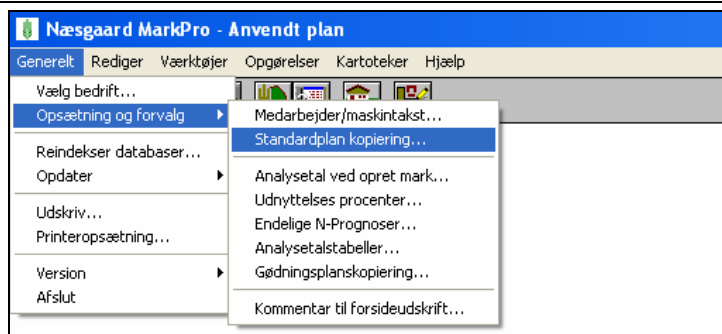 Næsgaard MarkPro - Anvendt plan
Generelt Rediger Værktøjer Opgørelser Kartoteker Hjælp
Vælg bedrift...
Opsætning og forvalg
Reindekser databaser...
Opdater
Udskriv...
Printeropsætning...
Version
Afslut
Medarbejder/maskintakst...
Standardplan kopiering...
Analysetal ved opret mark...
Udnyttelses procenter...
Endelige N-Prognoser...
Analysetalstabeller...
Gødningsplanskopiering...
Kommentar til forsideudskrift...